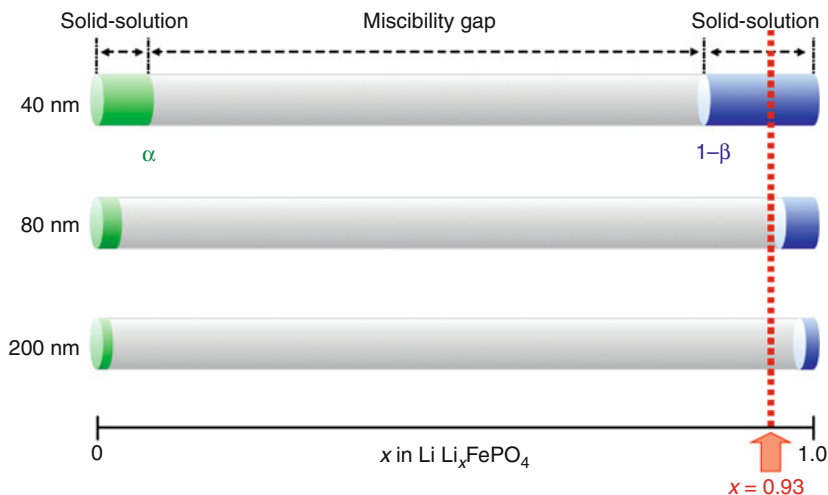 Solid-solution Miscibility gap Solid-solution
40 nm
α 1–β
80 nm
200 nm
0 x in Li LiₓFePO₄ 1.0
x = 0.93